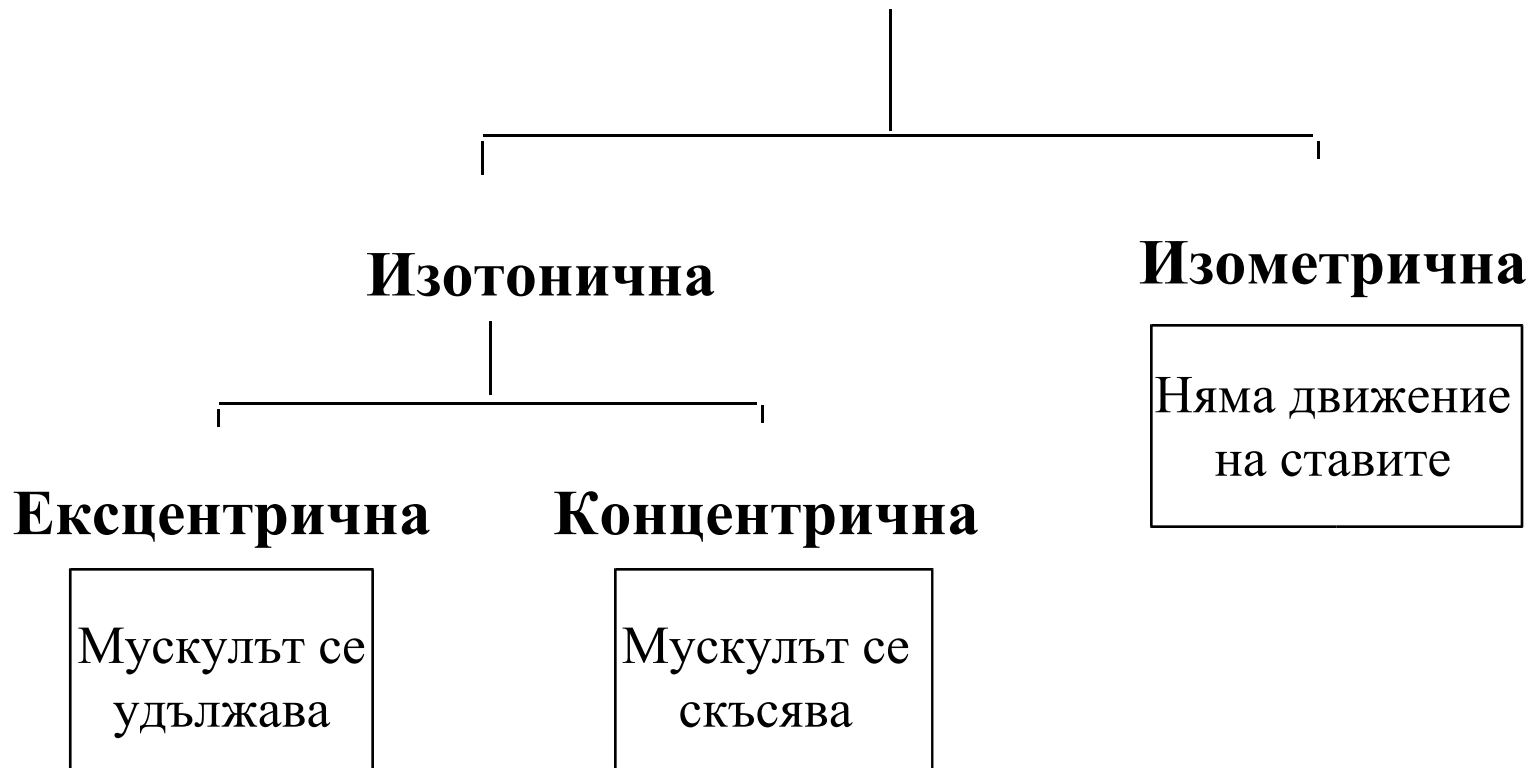 Изотонична
Изометрична
Няма движение
на ставите
Ексцентрична
Концентрична
Мускулът се
удължава
Мускулът се
скъсява